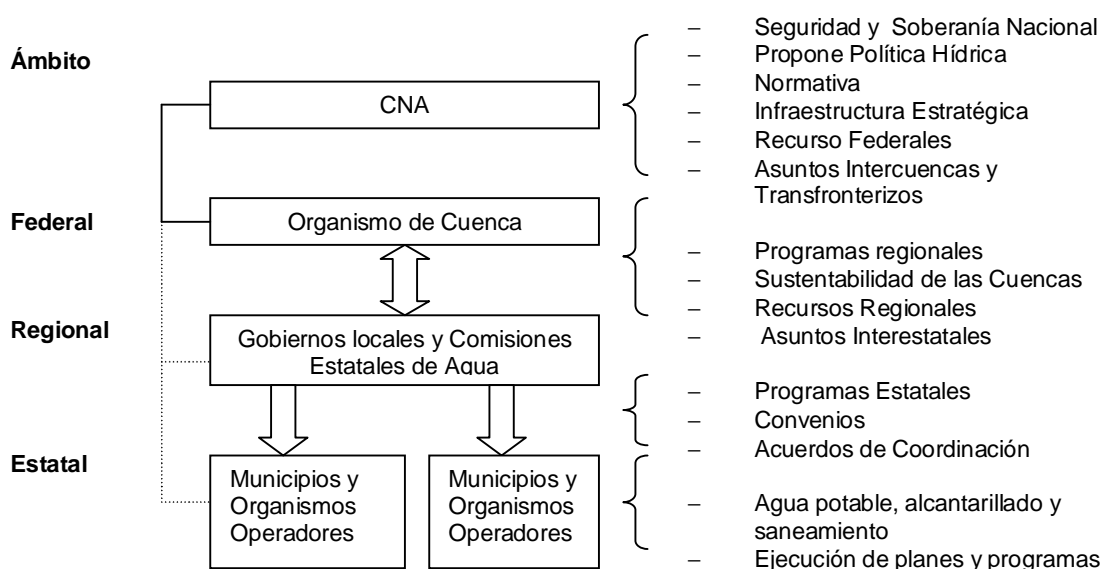 Ámbito
CNA
Federal
Organismo de Cuenca
Regional
Gobiernos locales y Comisiones
Estatales de Agua
Estatal
Municipios y
Organismos
Operadores
Municipios y
Organismos
Operadores
– Seguridad y Soberanía Nacional
– Propone Política Hídrica
– Normativa
– Infraestructura Estratégica
– Recurso Federales
– Asuntos Intercuencas y
Transfronterizos
– Programas regionales
– Sustentabilidad de las Cuencas
– Recursos Regionales
– Asuntos Interestatales
– Programas Estatales
– Convenios
– Acuerdos de Coordinación
– Agua potable, alcantarillado y
saneamiento
– Ejecución de planes y programas